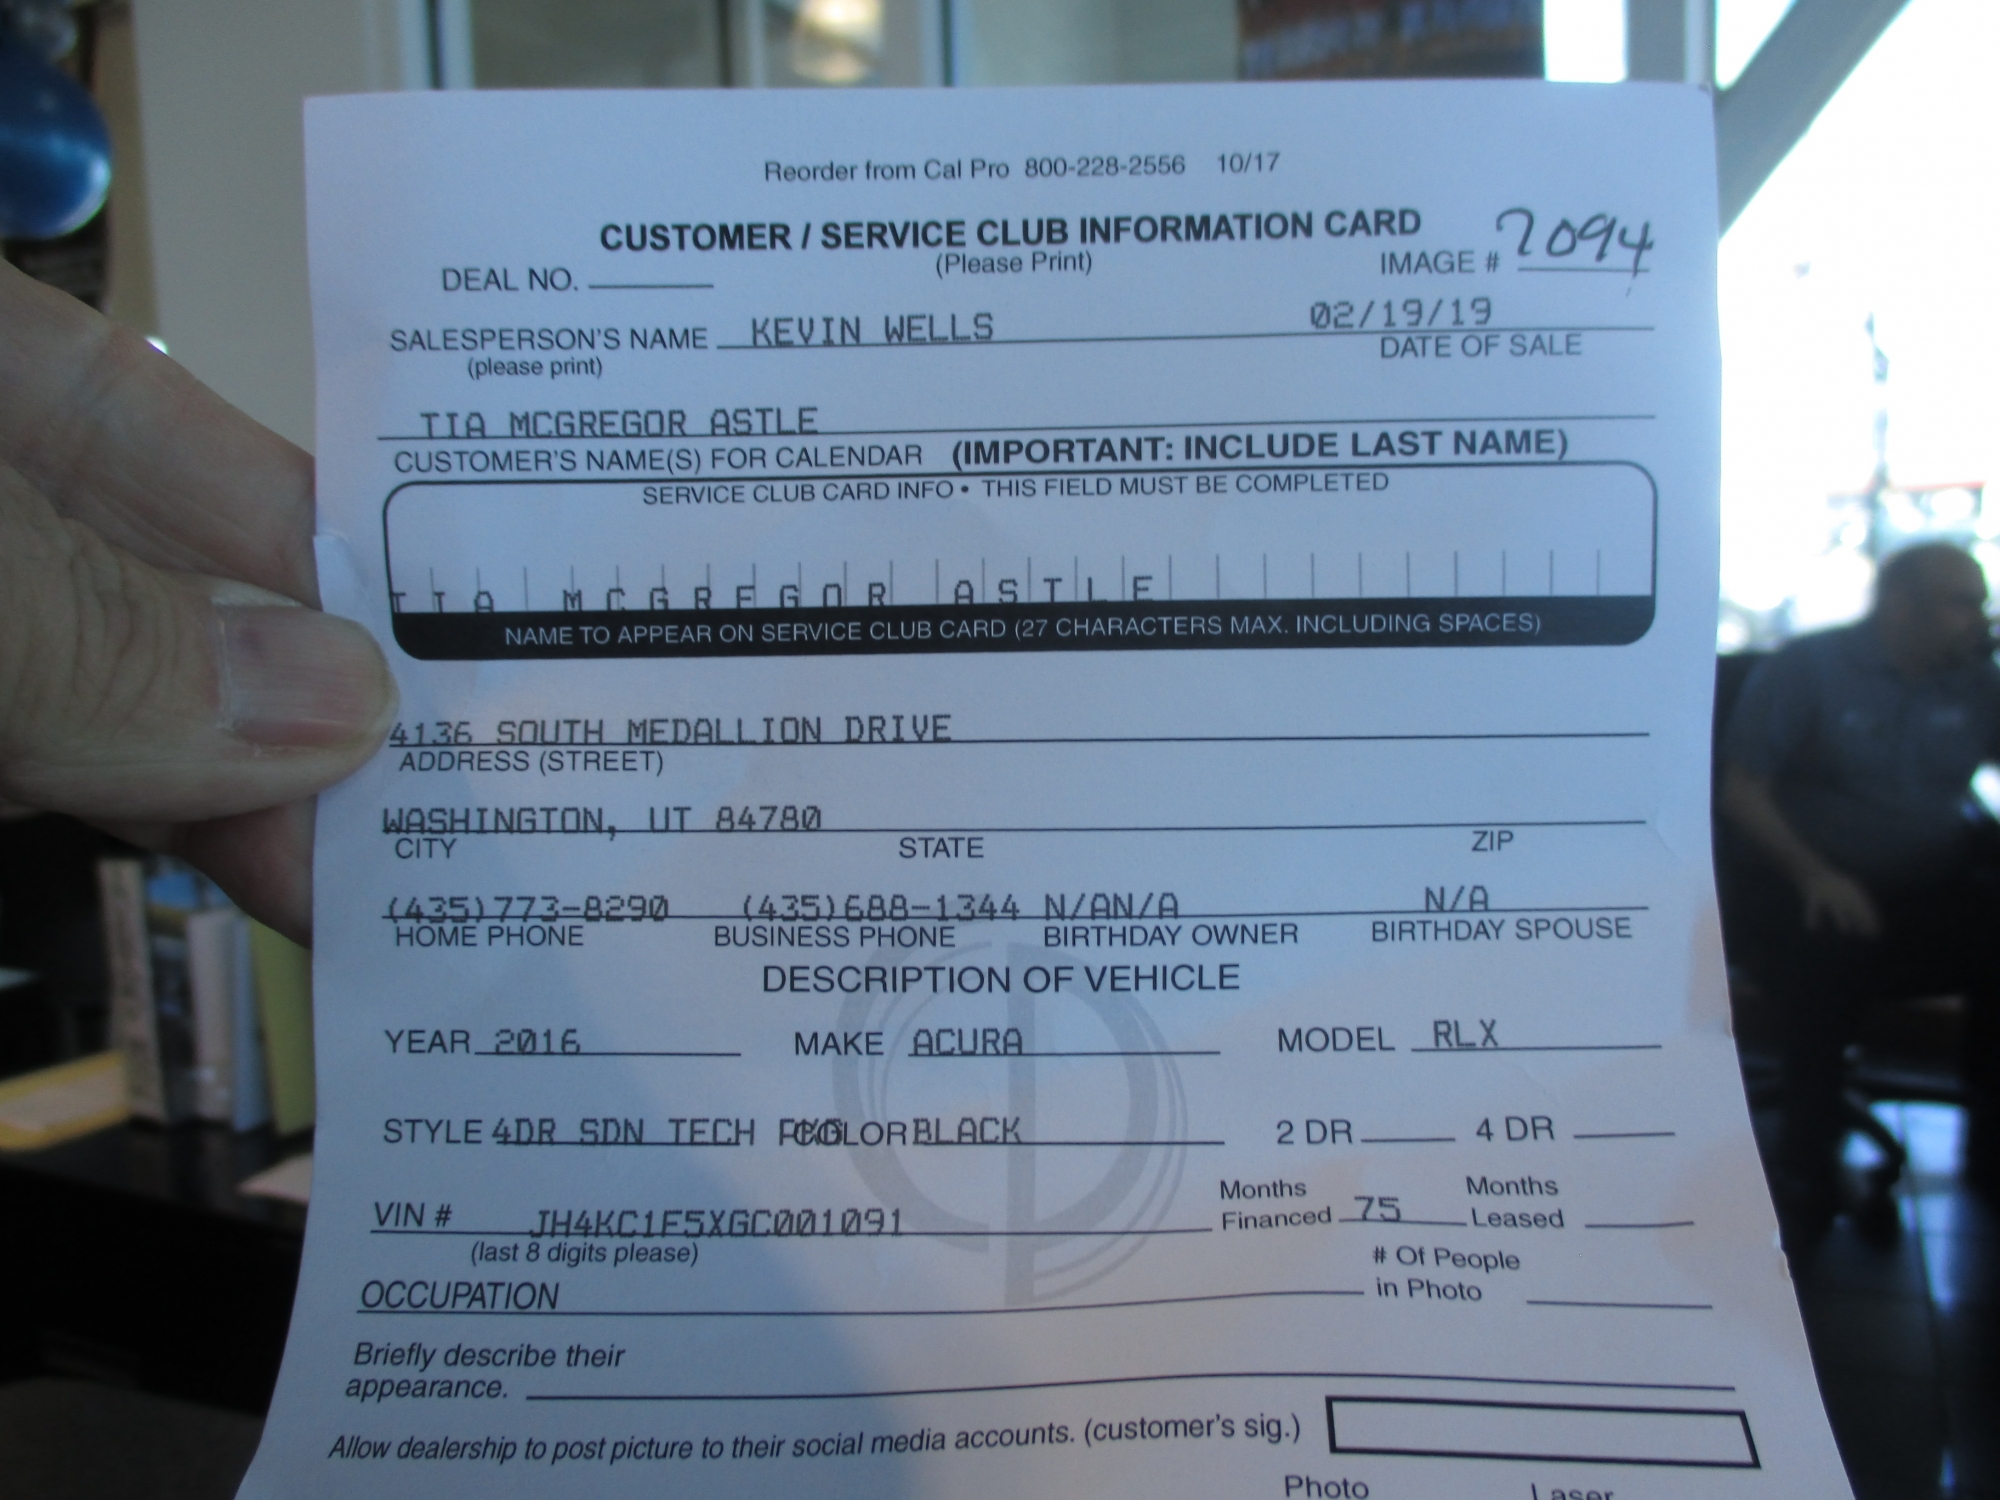 Reorder from Cal Pro 800-228-2556 10/17
CUSTOMER / SERVICE CLUB INFORMATION CARD
(Please Print)
DEAL NO. IMAGE # 2094
SALESPERSON'S NAME KEVIN WELLS 02/19/19
(please print) DATE OF SALE
TIA MCGREGOR ASTLE
CUSTOMER'S NAME(S) FOR CALENDAR (IMPORTANT: INCLUDE LAST NAME)
SERVICE CLUB CARD INFO • THIS FIELD MUST BE COMPLETED
TIA MCGREGOR ASTLE
NAME TO APPEAR ON SERVICE CLUB CARD (27 CHARACTERS MAX. INCLUDING SPACES)
4136 SOUTH MEDALLION DRIVE
ADDRESS (STREET)
WASHINGTON, UT 84780
CITY STATE ZIP
(435)773-8290 (435)688-1344 N/AN/A N/A
HOME PHONE BUSINESS PHONE BIRTHDAY OWNER BIRTHDAY SPOUSE
DESCRIPTION OF VEHICLE
YEAR 2016 MAKE ACURA MODEL RLX
STYLE 4DR SDN TECH PKG COLOR BLACK 2 DR 4 DR
VIN # JH4KC1F5XGC001091 Months Financed 75 Months Leased
(last 8 digits please)
OCCUPATION # Of People in Photo
Briefly describe their
appearance.
Allow dealership to post picture to their social media accounts. (customer's sig.)
Photo Laser